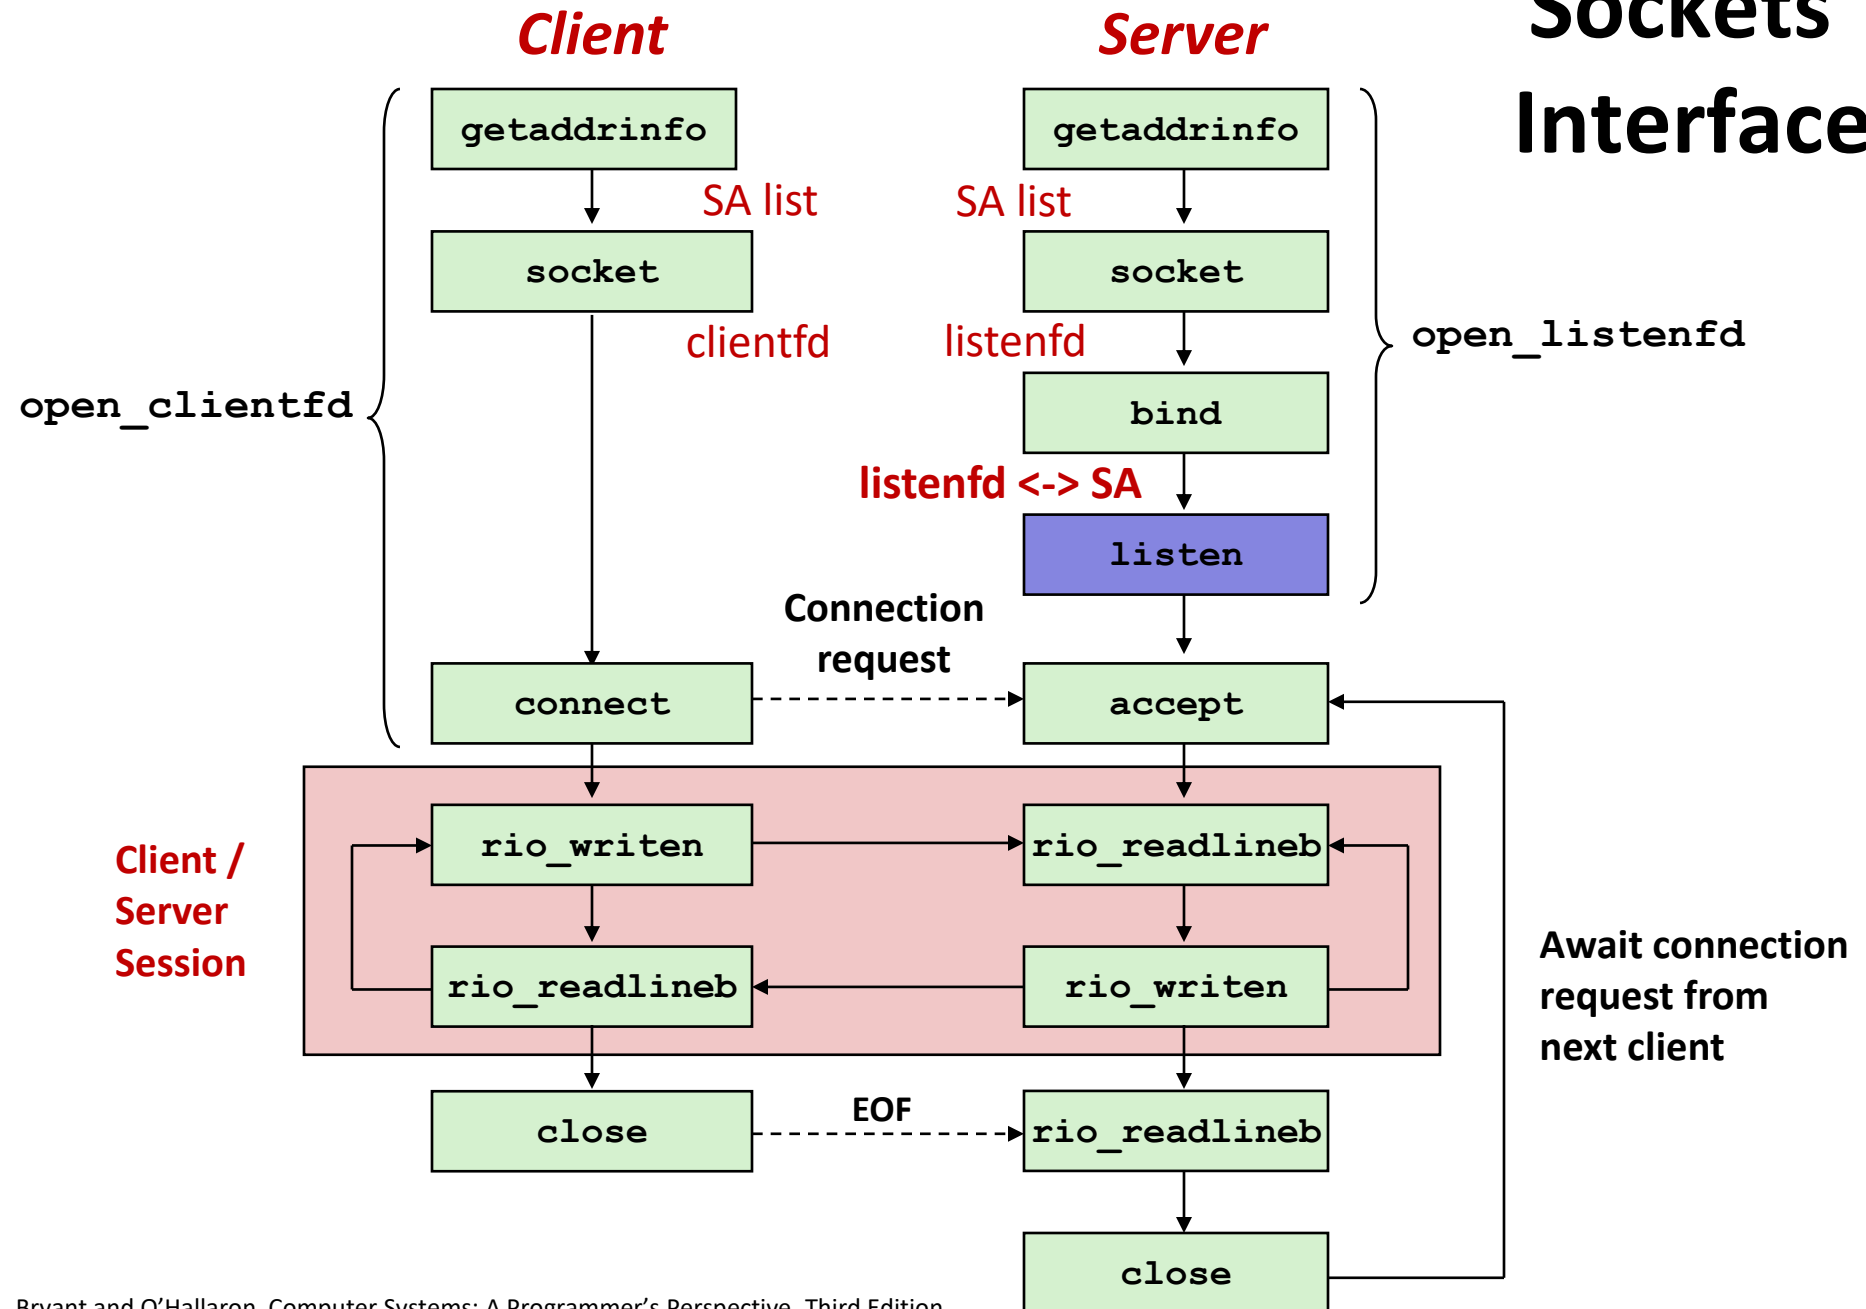 Sockets
Interface
Client
Server
getaddrinfo
getaddrinfo
SA list
SA list
socket
socket
clientfd
listenfd
open_listenfd
open_clientfd
bind
listenfd <-> SA
listen
Connection
request
connect
accept
Client /
Server
Session
rio_writen
rio_readlineb
rio_readlineb
rio_writen
Await connection
request from
next client
close
EOF
rio_readlineb
close
Bryant and O'Hallaron, Computer Systems: A Programmer's Perspective, Third Edition